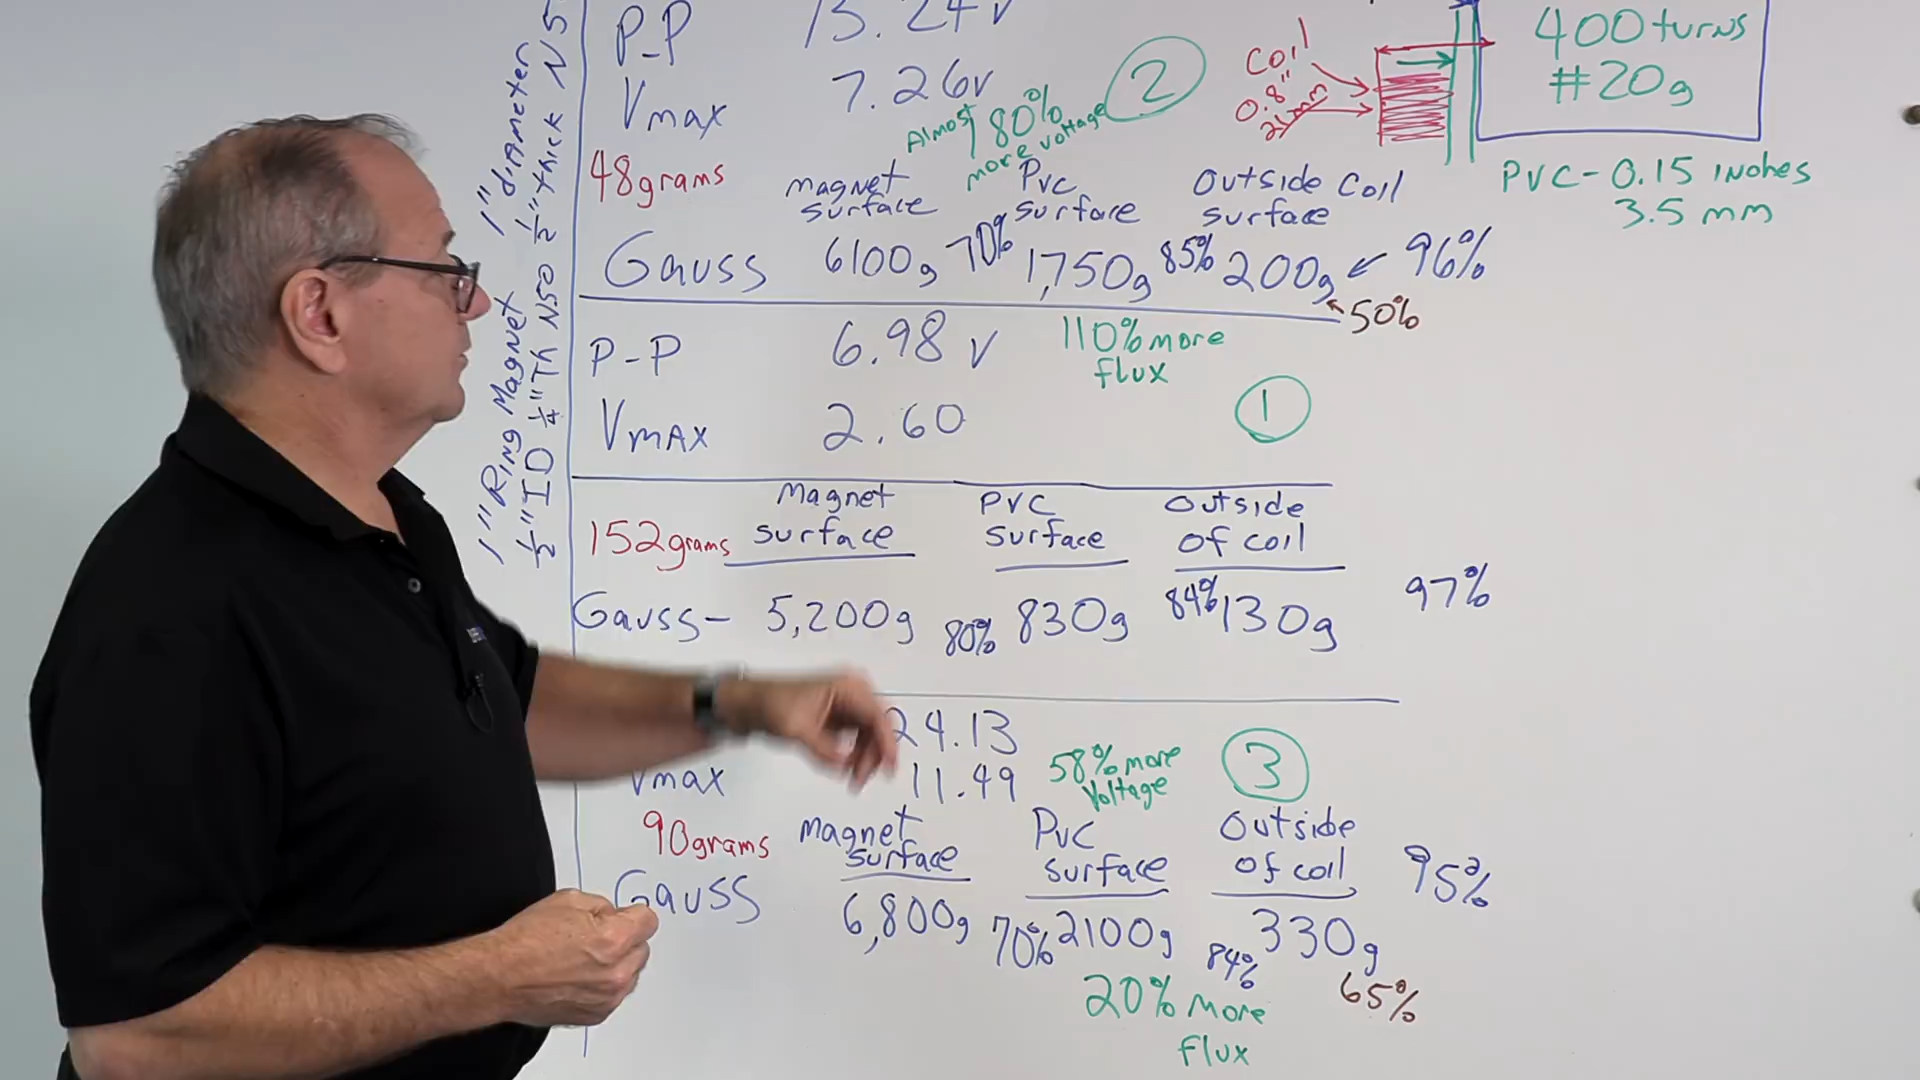 1" diameter
½" thick N5
1" Ring Magnet
½" ID ¼" Th N50
P-P 13.24 V
Vmax 7.26v
Almost 80%
more voltage
2
48grams
magnet surface
PVC surface
Outside Coil surface
Gauss 6100g 70% 1,750g 85% 200g 96%
50%
P-P 6.98 V
110% more
flux
Vmax 2.60
1
152grams
Magnet surface
PVC surface
Outside of coil
Gauss- 5,200g 80% 830g 84% 130g 97%
24.13
Vmax 11.49
58% more
Voltage
3
90grams
magnet surface
PVC surface
Outside of coil
95%
Gauss 6,800g 70% 2100g 84% 330g
65%
20% more
flux
Coil
0.8"
21mm
400 turns
#20g
PVC - 0.15 inches
3.5 mm